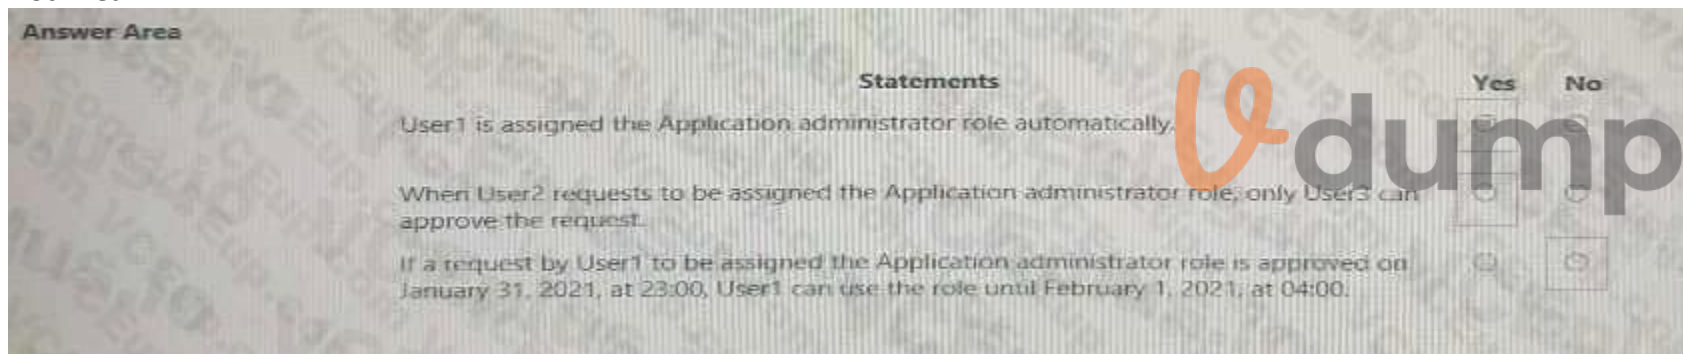 Answer Area
Statements Yes No
User1 is assigned the Application administrator role automatically.
When User2 requests to be assigned the Application administrator role, only User3 can
approve the request.
If a request by User1 to be assigned the Application administrator role is approved on
January 31, 2021, at 23:00, User1 can use the role until February 1, 2021, at 04:00.
Vdump